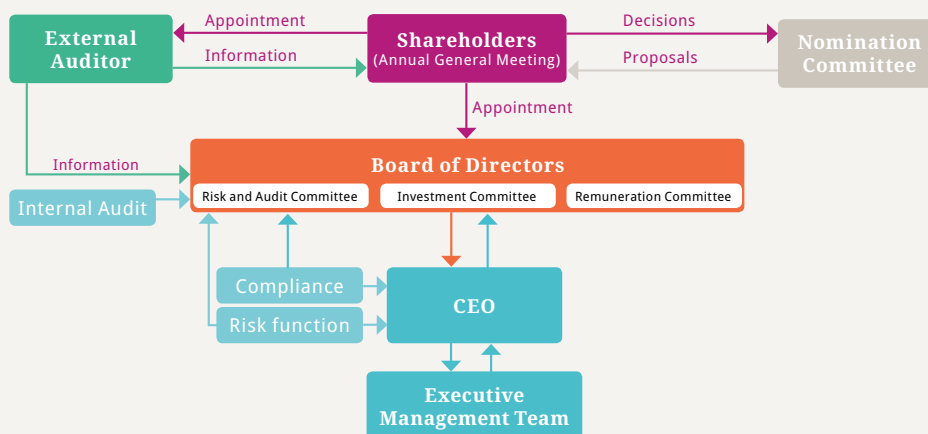 External
Auditor
Appointment
Information
Shareholders
(Annual General Meeting)
Decisions
Proposals
Nomination
Committee
Appointment
Information
Board of Directors
Risk and Audit Committee
Investment Committee
Remuneration Committee
Internal Audit
Compliance
Risk function
CEO
Executive
Management Team